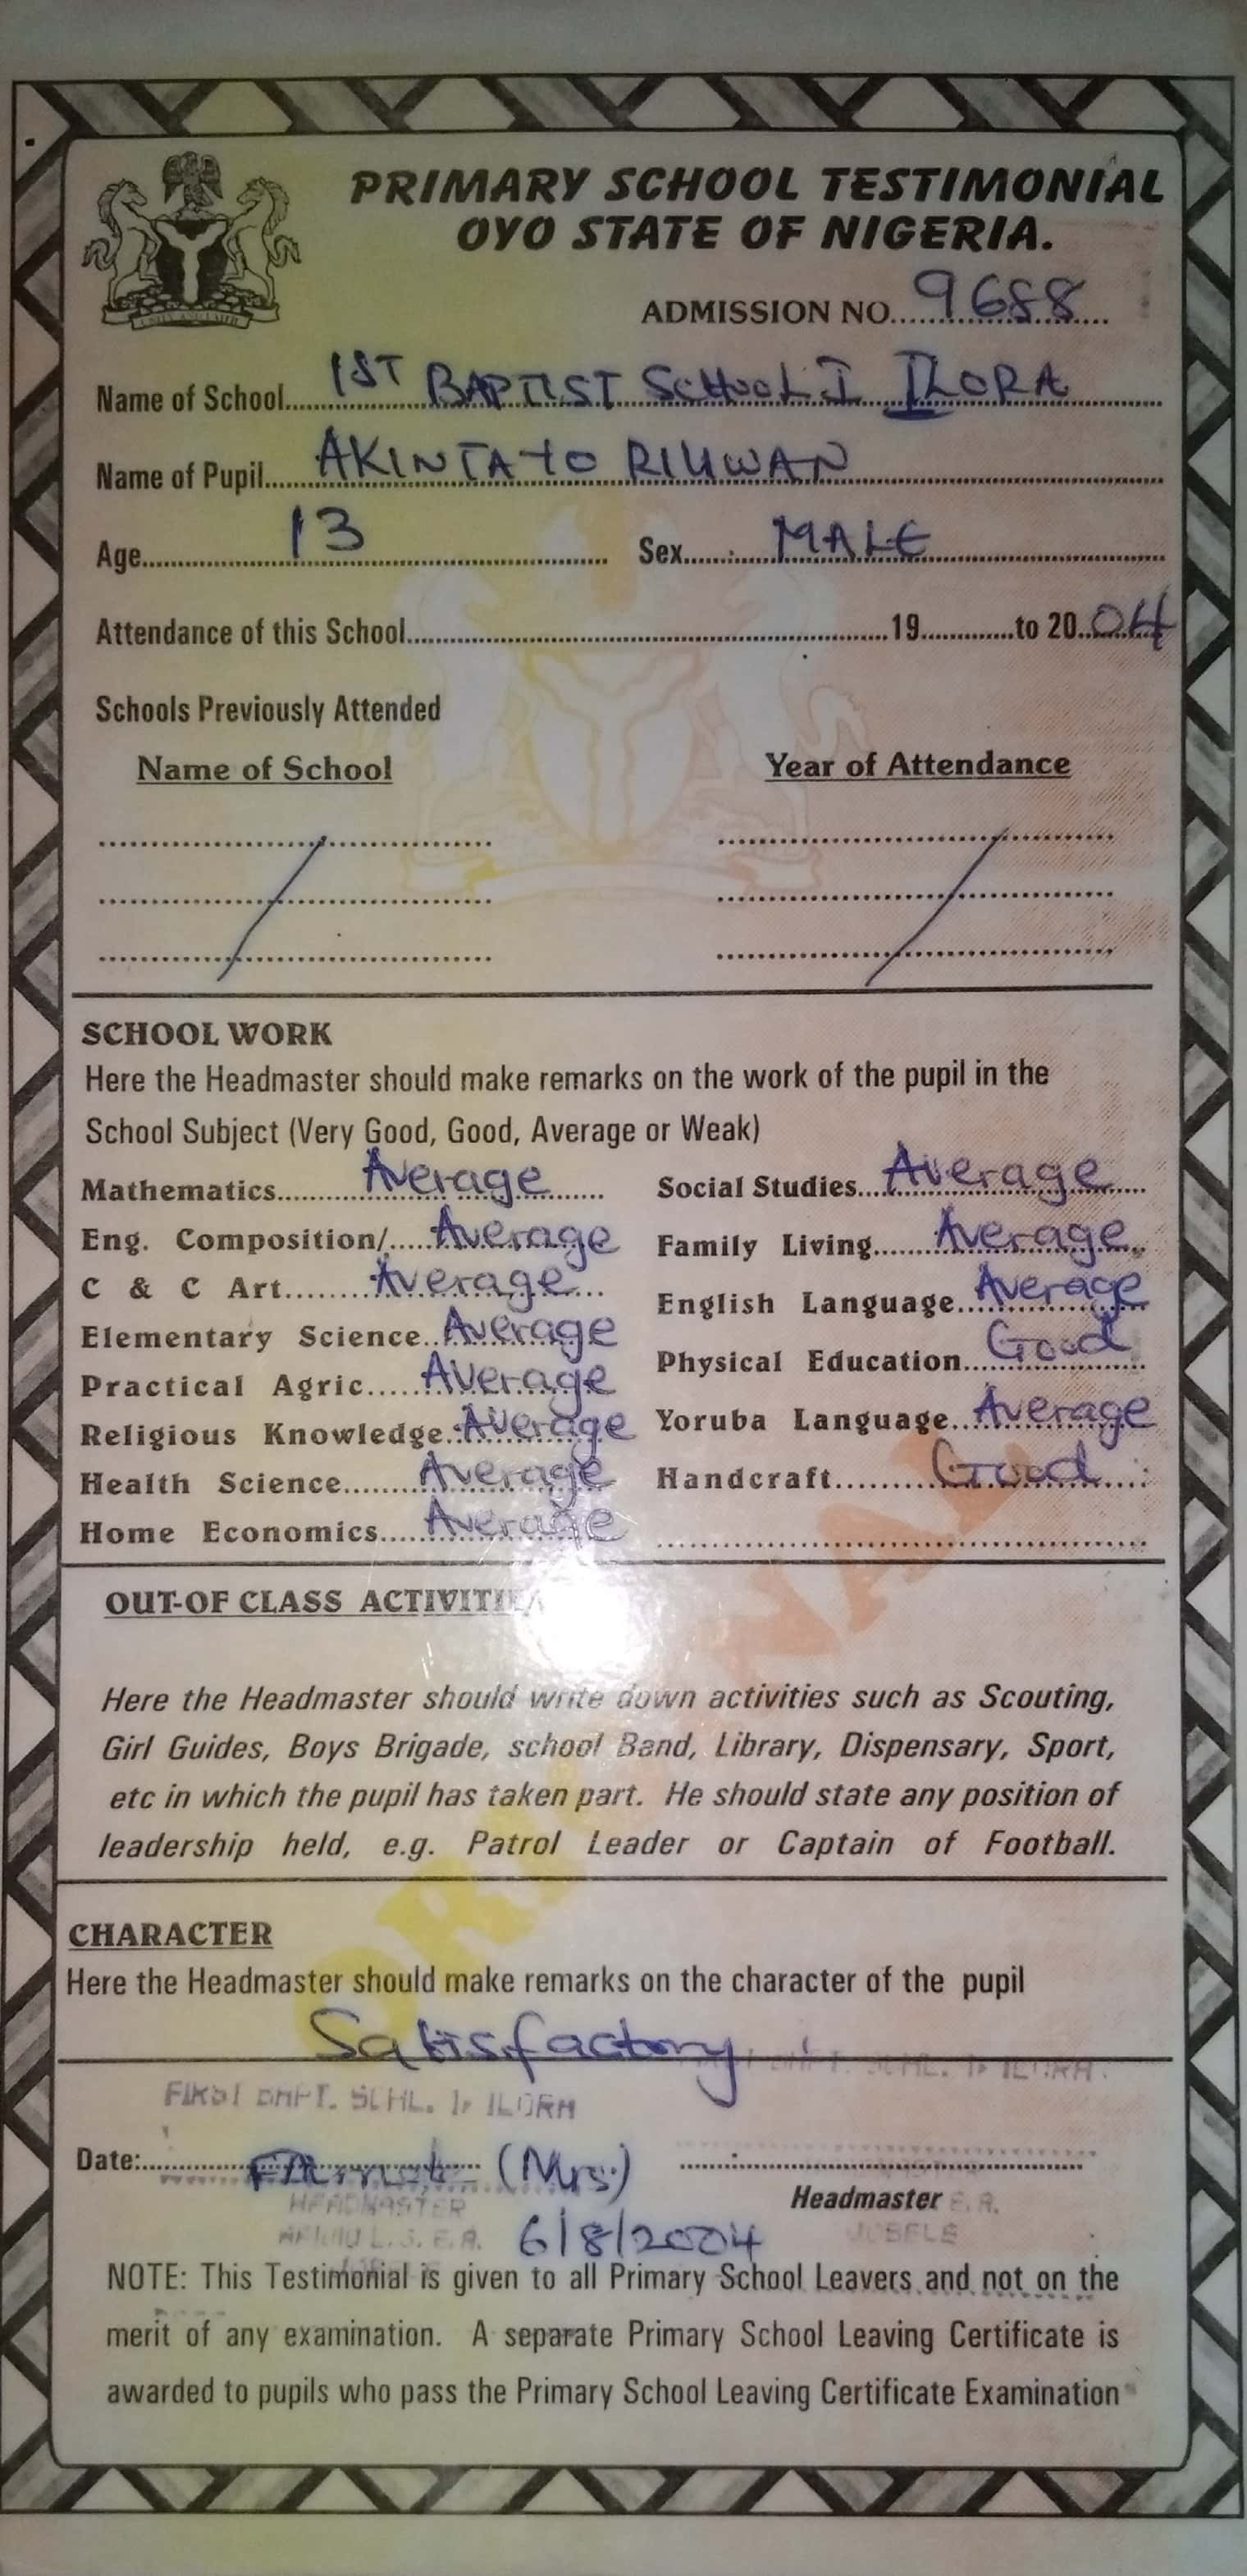 PRIMARY SCHOOL TESTIMONIAL
OYO STATE OF NIGERIA.
ADMISSION NO. 9688
Name of School 1ST BAPTIST SCHOOL I ILORA
Name of Pupil AKINTAYO RIUWAN
Age 13 Sex MALE
Attendance of this School 19 to 20 04
Schools Previously Attended
Name of School Year of Attendance
SCHOOL WORK
Here the Headmaster should make remarks on the work of the pupil in the
School Subject (Very Good, Good, Average or Weak)
Mathematics Average
Eng. Composition/ Average
C & C Art Average
Elementary Science Average
Practical Agric Average
Religious Knowledge Average
Health Science Average
Home Economics Average
Social Studies Average
Family Living Average
English Language Average
Physical Education Good
Yoruba Language Average
Handcraft Good
ORIGINAL
OUT-OF CLASS ACTIVITI
Here the Headmaster should write down activities such as Scouting,
Girl Guides, Boys Brigade, school Band, Library, Dispensary, Sport,
etc in which the pupil has taken part. He should state any position of
leadership held, e.g. Patrol Leader or Captain of Football.
CHARACTER
Here the Headmaster should make remarks on the character of the pupil
Satisfactory
FIRST BAPT. SCHL. 1, ILORA
Date: (Mrs)
Headmaster
HEADMASTER
6/8/2004
NOTE: This Testimonial is given to all Primary School Leavers and not on the
merit of any examination. A separate Primary School Leaving Certificate is
awarded to pupils who pass the Primary School Leaving Certificate Examination